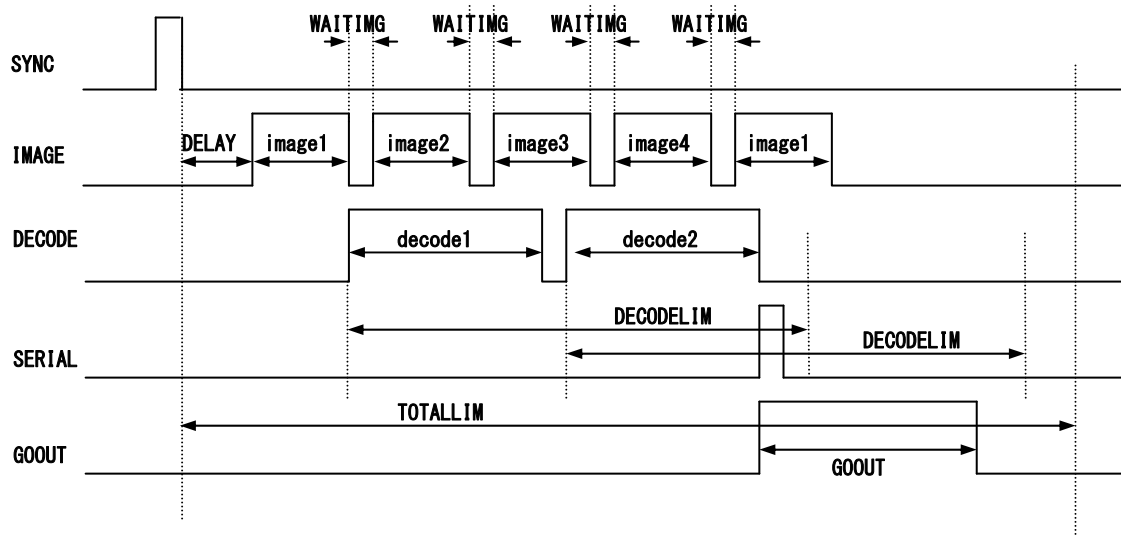 WAITIMG WAITIMG WAITIMG WAITIMG
SYNC
DELAY image1 image2 image3 image4 image1
IMAGE
DECODE decode1 decode2
DECODELIM
DECODELIM
SERIAL
TOTALLIM
GOOUT
GOOUT